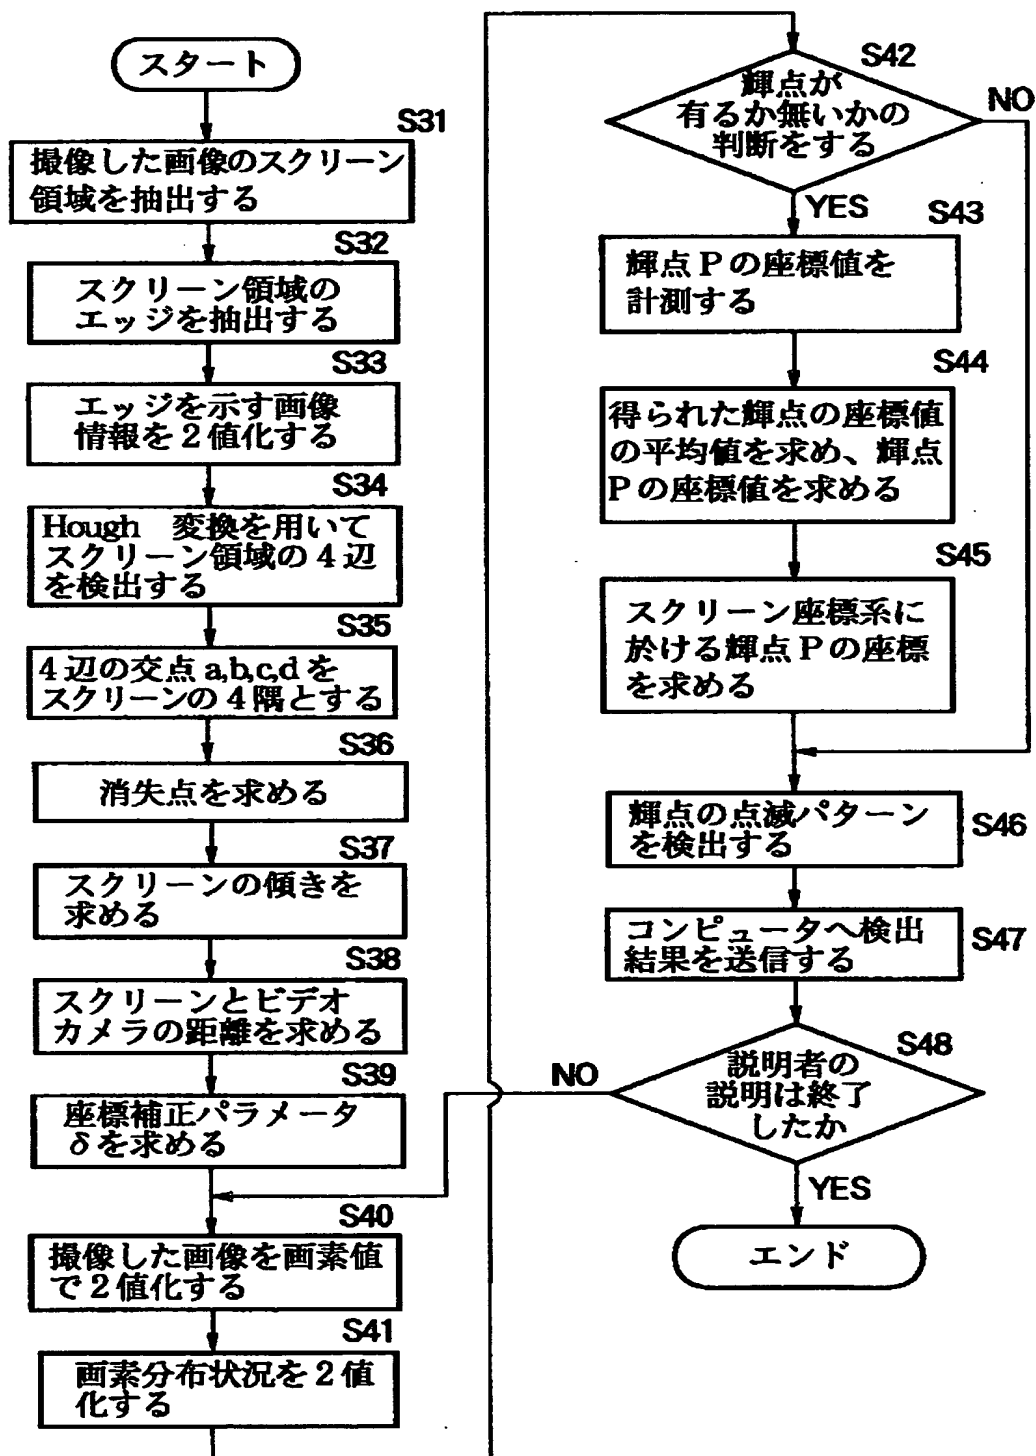 スタート
S31
撮像した画像のスクリーン
領域を抽出する
S32
スクリーン領域の
エッジを抽出する
S33
エッジを示す画像
情報を2値化する
S34
Hough 変換を用いて
スクリーン領域の4辺
を検出する
S35
4辺の交点a,b,c,dを
スクリーンの4隅とする
S36
消失点を求める
S37
スクリーンの傾きを
求める
S38
スクリーンとビデオ
カメラの距離を求める
S39
座標補正パラメータ
δを求める
S40
撮像した画像を画素値
で2値化する
S41
画素分布状況を2値
化する
S42
輝点が
有るか無いかの
判断をする
NO
YES
S43
輝点Pの座標値を
計測する
S44
得られた輝点の座標値
の平均値を求め、輝点
Pの座標値を求める
S45
スクリーン座標系に
於ける輝点Pの座標
を求める
輝点の点滅パターン
を検出する
S46
コンピュータへ検出
結果を送信する
S47
S48
説明者の
説明は終了
したか
NO
YES
エンド